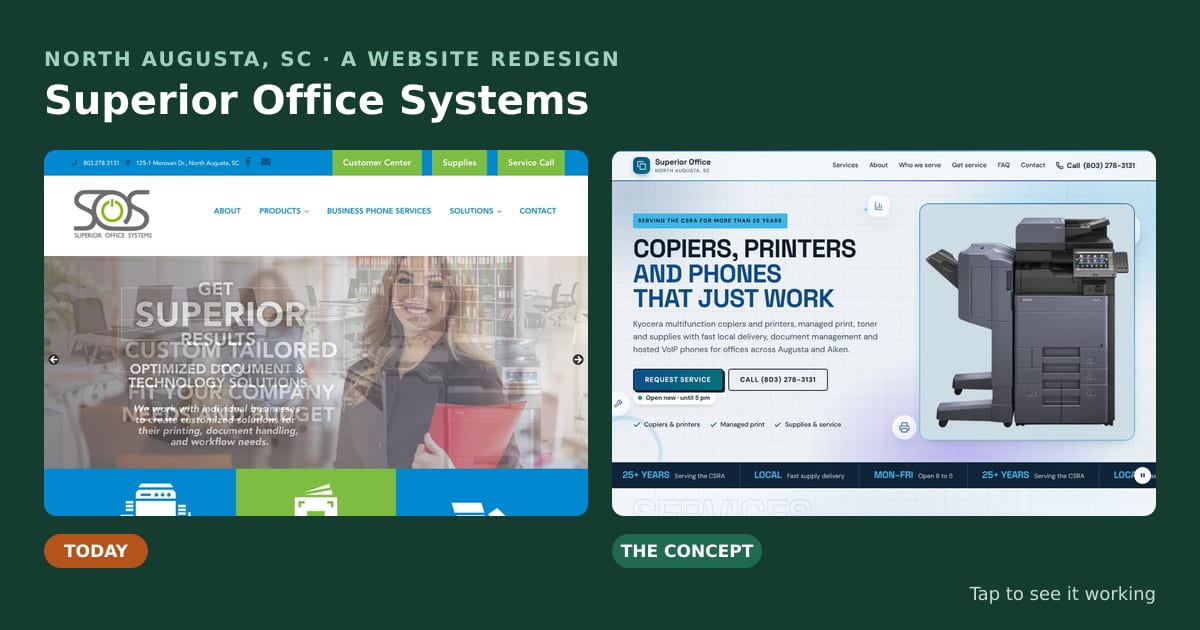 NORTH AUGUSTA, SC · A WEBSITE REDESIGN
Superior Office Systems
803.278.3131 125-1 Merovan Dr., North Augusta, SC
Customer Center
Supplies
Service Call
SOS
SUPERIOR OFFICE SYSTEMS
ABOUT PRODUCTS BUSINESS PHONE SERVICES SOLUTIONS CONTACT
GET
SUPERIOR
RESULTS
CUSTOM TAILORED
OPTIMIZED DOCUMENT &
TECHNOLOGY SOLUTIONS
FIT YOUR COMPANY
We work with individual businesses
to create customized solutions for
their printing, document handling,
and workflow needs.
TODAY
Superior Office
NORTH AUGUSTA, SC
Services About Who we serve Get service FAQ Contact Call (803) 278-3131
SERVING THE CSRA FOR MORE THAN 25 YEARS
COPIERS, PRINTERS
AND PHONES
THAT JUST WORK
Kyocera multifunction copiers and printers, managed print, toner
and supplies with fast local delivery, document management and
hosted VoIP phones for offices across Augusta and Aiken.
REQUEST SERVICE
CALL (803) 278-3131
Open now · until 5 pm
Copiers & printers Managed print Supplies & service
25+ YEARS Serving the CSRA LOCAL Fast supply delivery MON–FRI Open 8 to 5 25+ YEARS Serving the CSRA
SERVICES
THE CONCEPT
Tap to see it working